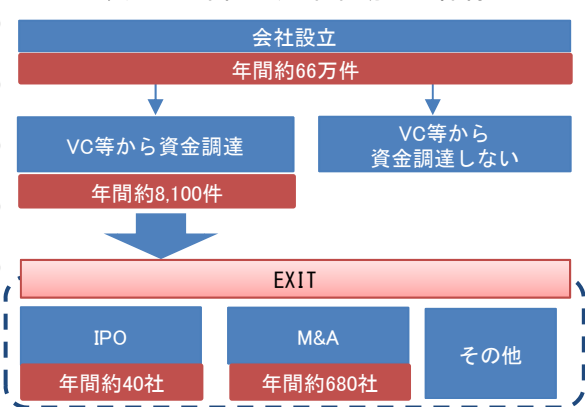 会社設立
年間約66万件
VC等から資金調達
VC等から
資金調達しない
年間約8,100件
EXIT
IPO
M&A
その他
年間約40社
年間約680社